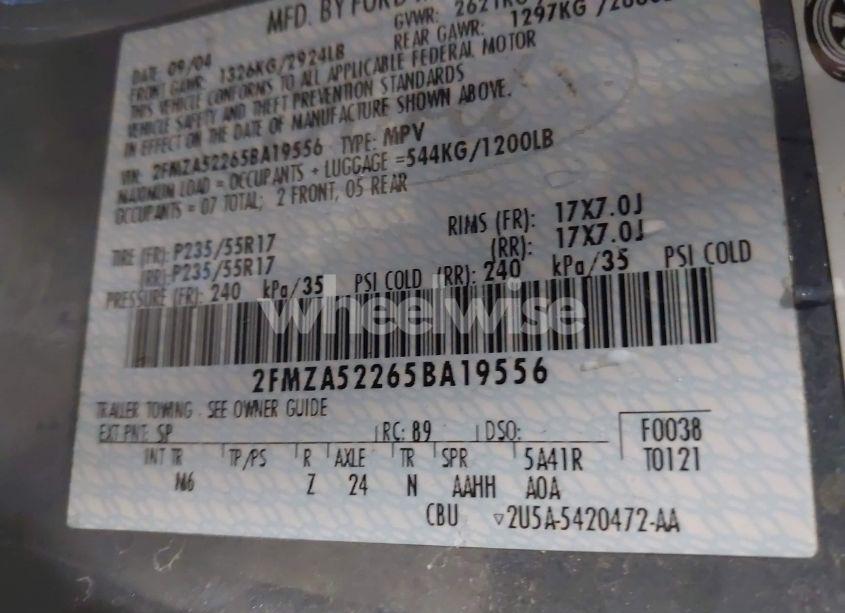 MFD. BY FORD
DATE: 09/04 GVWR: 2621KG
FRONT GAWR: 1326KG/2924LB REAR GAWR: 1297KG
THIS VEHICLE CONFORMS TO ALL APPLICABLE FEDERAL MOTOR
VEHICLE SAFETY AND THEFT PREVENTION STANDARDS
IN EFFECT ON THE DATE OF MANUFACTURE SHOWN ABOVE.
VIN: 2FMZA52265BA19556 TYPE: MPV
MAXIMUM LOAD = OCCUPANTS + LUGGAGE =544KG/1200LB
OCCUPANTS = 07 TOTAL; 2 FRONT, 05 REAR
TIRE (FR): P235/55R17 RIMS (FR): 17X7.0J
(RR): P235/55R17 (RR): 17X7.0J
PRESSURE (FR): 240 kPa/35 PSI COLD (RR): 240 kPa/35 PSI COLD
wheelwise
2FMZA52265BA19556
TRAILER TOWING - SEE OWNER GUIDE
EXT PNT: SP RC: 89 DSO: F0038
INT TR TP/PS R AXLE TR SPR 5A41R T0121
M6 Z 24 N AAHH A0A
CBU ▽2U5A-5420472-AA